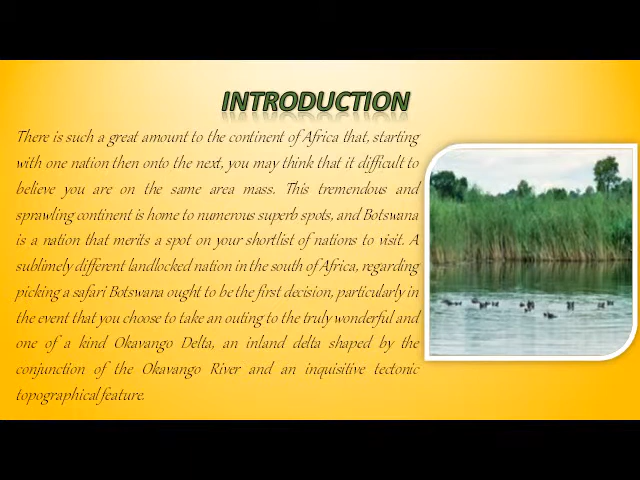 INTRODUCTION
There is such a great amount to the continent of Africa that, starting
with one nation then onto the next, you may think that it difficult to
believe you are on the same area mass. This tremendous and
sprawling continent is home to numerous superb spots, and Botswana
is a nation that merits a spot on your shortlist of nations to visit. A
sublimely different landlocked nation in the south of Africa, regarding
picking a safari Botswana ought to be the first decision, particularly in
the event that you choose to take an outing to the truly wonderful and
one of a kind Okavango Delta, an inland delta shaped by the
conjunction of the Okavango River and an inquisitive tectonic
topographical feature.